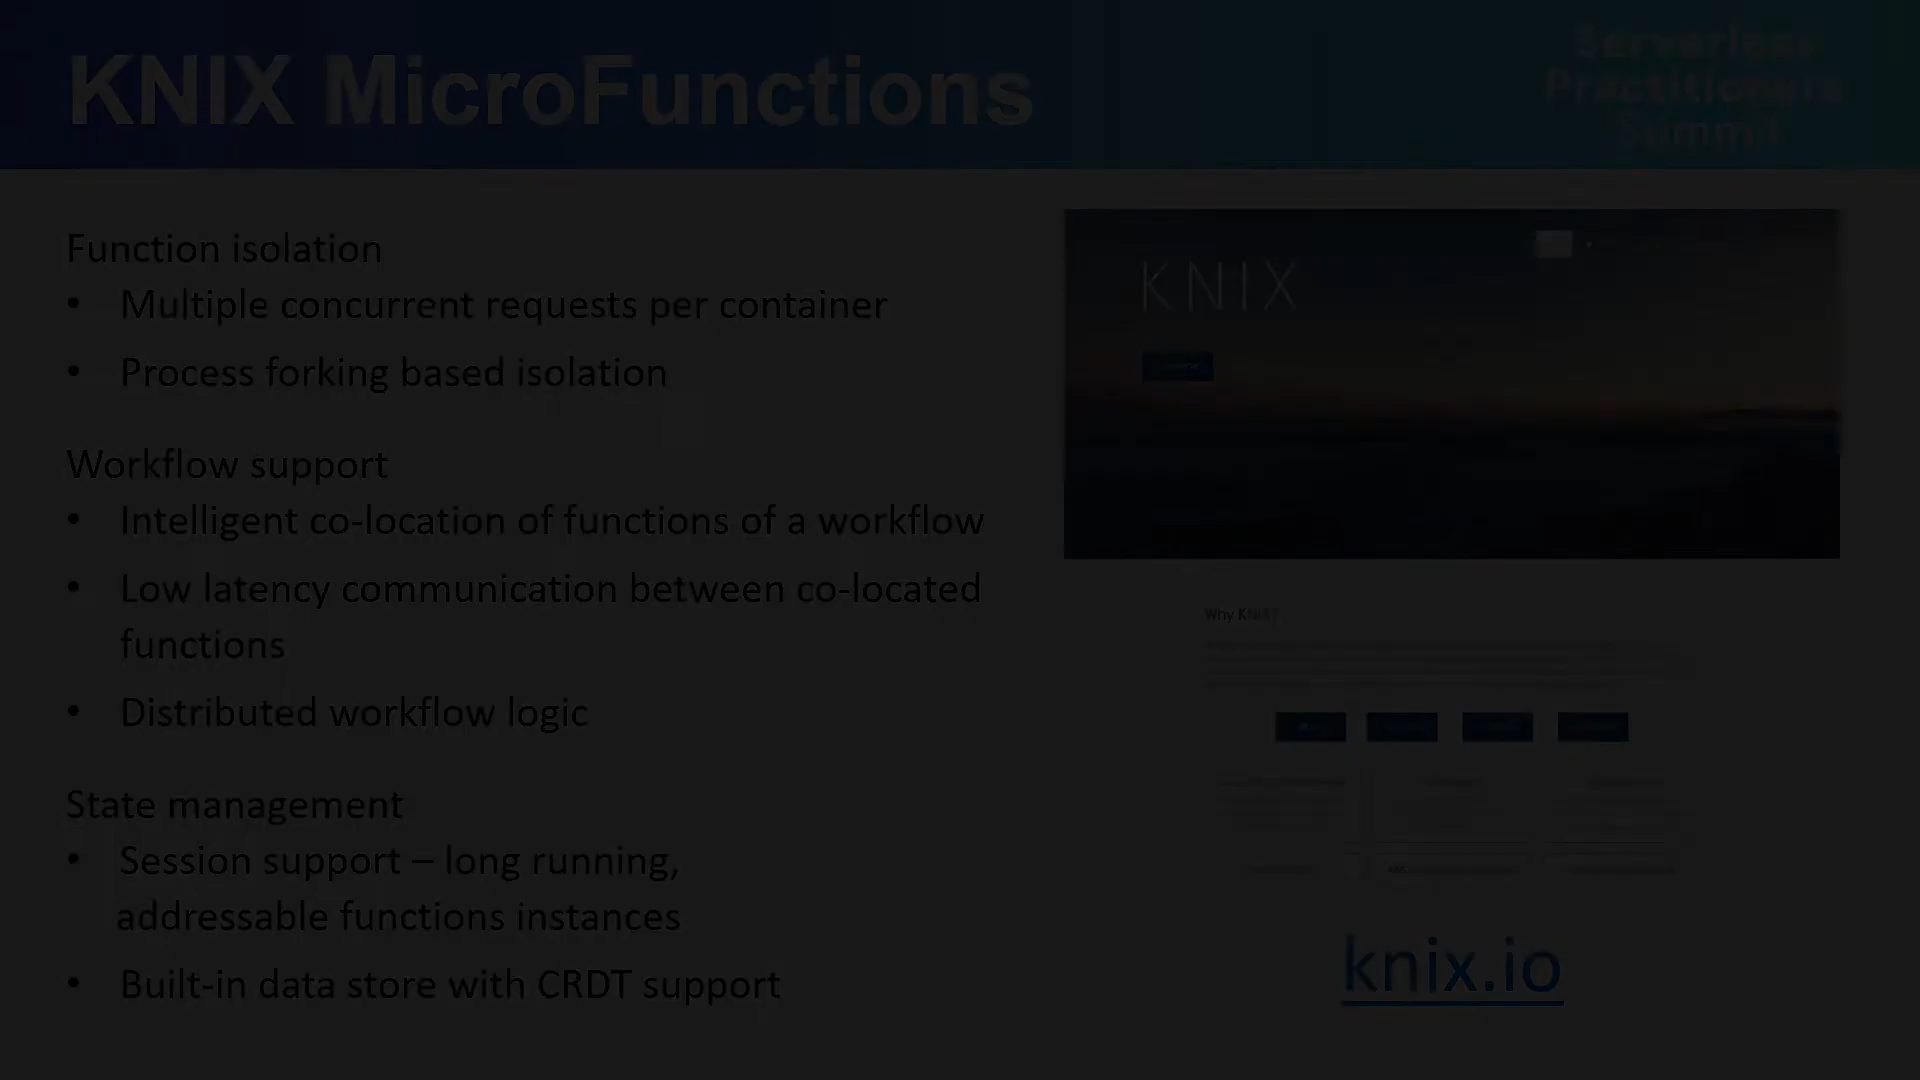 KNIX MicroFunctions
Serverless
Practitioners
Summit
Function isolation
• Multiple concurrent requests per container
• Process forking based isolation
Workflow support
• Intelligent co-location of functions of a workflow
• Low latency communication between co-located
functions
• Distributed workflow logic
State management
• Session support – long running,
addressable functions instances
• Built-in data store with CRDT support
KNIX
Why KNIX?
knix.io